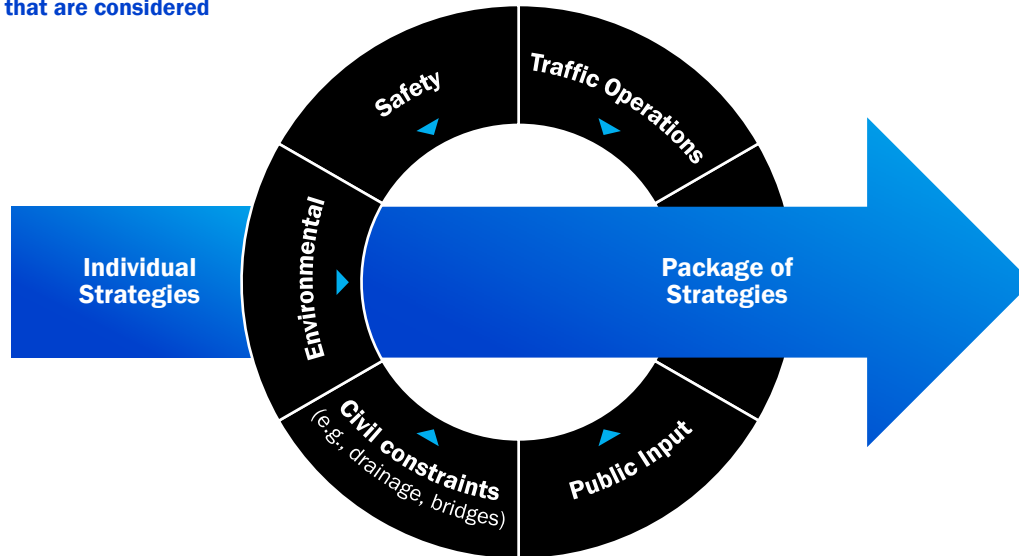 that are considered
Safety
Traffic Operations
Environmental
Individual
Strategies
Package of
Strategies
Civil constraints
(e.g., drainage, bridges)
Public Input